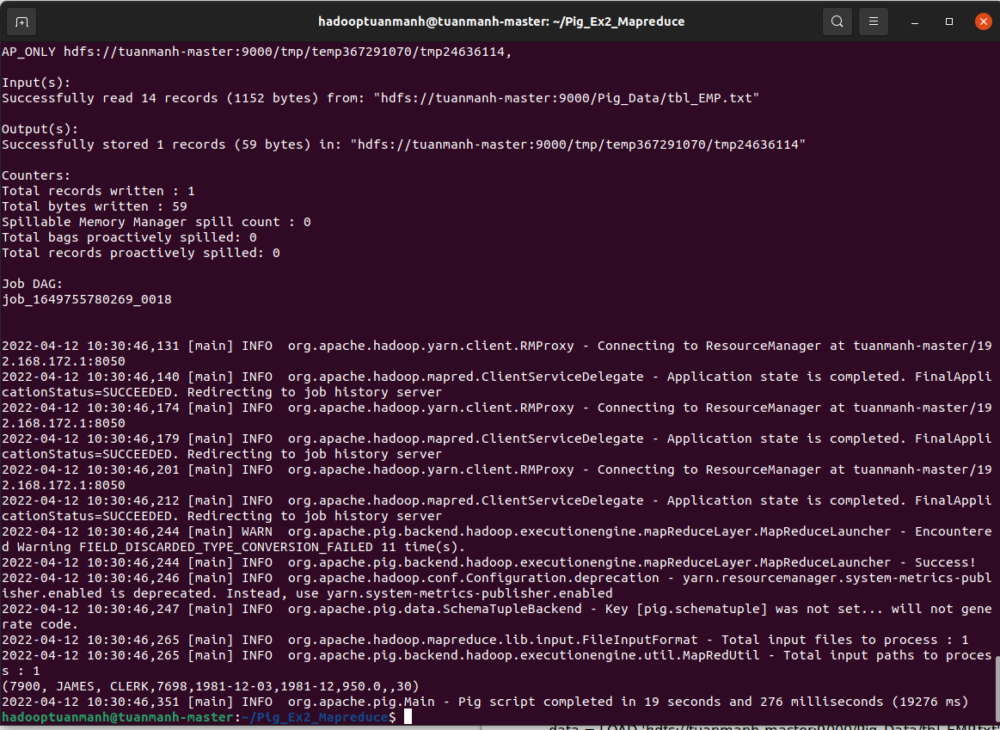 hadooptuanmanh@tuanmanh-master: ~/Pig_Ex2_Mapreduce
AP_ONLY hdfs://tuanmanh-master:9000/tmp/temp367291070/tmp24636114,
Input(s):
Successfully read 14 records (1152 bytes) from: "hdfs://tuanmanh-master:9000/Pig_Data/tbl_EMP.txt"
Output(s):
Successfully stored 1 records (59 bytes) in: "hdfs://tuanmanh-master:9000/tmp/temp367291070/tmp24636114"
Counters:
Total records written : 1
Total bytes written : 59
Spillable Memory Manager spill count : 0
Total bags proactively spilled: 0
Total records proactively spilled: 0
Job DAG:
job_1649755780269_0018
2022-04-12 10:30:46,131 [main] INFO  org.apache.hadoop.yarn.client.RMProxy - Connecting to ResourceManager at tuanmanh-master/19
2.168.172.1:8050
2022-04-12 10:30:46,140 [main] INFO  org.apache.hadoop.mapred.ClientServiceDelegate - Application state is completed. FinalAppli
cationStatus=SUCCEEDED. Redirecting to job history server
2022-04-12 10:30:46,174 [main] INFO  org.apache.hadoop.yarn.client.RMProxy - Connecting to ResourceManager at tuanmanh-master/19
2.168.172.1:8050
2022-04-12 10:30:46,179 [main] INFO  org.apache.hadoop.mapred.ClientServiceDelegate - Application state is completed. FinalAppli
cationStatus=SUCCEEDED. Redirecting to job history server
2022-04-12 10:30:46,201 [main] INFO  org.apache.hadoop.yarn.client.RMProxy - Connecting to ResourceManager at tuanmanh-master/19
2.168.172.1:8050
2022-04-12 10:30:46,212 [main] INFO  org.apache.hadoop.mapred.ClientServiceDelegate - Application state is completed. FinalAppli
cationStatus=SUCCEEDED. Redirecting to job history server
2022-04-12 10:30:46,244 [main] WARN  org.apache.pig.backend.hadoop.executionengine.mapReduceLayer.MapReduceLauncher - Encountere
d Warning FIELD_DISCARDED_TYPE_CONVERSION_FAILED 11 time(s).
2022-04-12 10:30:46,244 [main] INFO  org.apache.pig.backend.hadoop.executionengine.mapReduceLayer.MapReduceLauncher - Success!
2022-04-12 10:30:46,246 [main] INFO  org.apache.hadoop.conf.Configuration.deprecation - yarn.resourcemanager.system-metrics-publ
isher.enabled is deprecated. Instead, use yarn.system-metrics-publisher.enabled
2022-04-12 10:30:46,247 [main] INFO  org.apache.pig.data.SchemaTupleBackend - Key [pig.schematuple] was not set... will not gene
rate code.
2022-04-12 10:30:46,265 [main] INFO  org.apache.hadoop.mapreduce.lib.input.FileInputFormat - Total input files to process : 1
2022-04-12 10:30:46,265 [main] INFO  org.apache.pig.backend.hadoop.executionengine.util.MapRedUtil - Total input paths to proces
s : 1
(7900, JAMES, CLERK,7698,1981-12-03,1981-12,950.0,,30)
2022-04-12 10:30:46,351 [main] INFO  org.apache.pig.Main - Pig script completed in 19 seconds and 276 milliseconds (19276 ms)
hadooptuanmanh@tuanmanh-master:~/Pig_Ex2_Mapreduce$
data = LOAD 'hdfs://tuanmanh-master:9000/Pig_Data/tbl_EMP.txt'